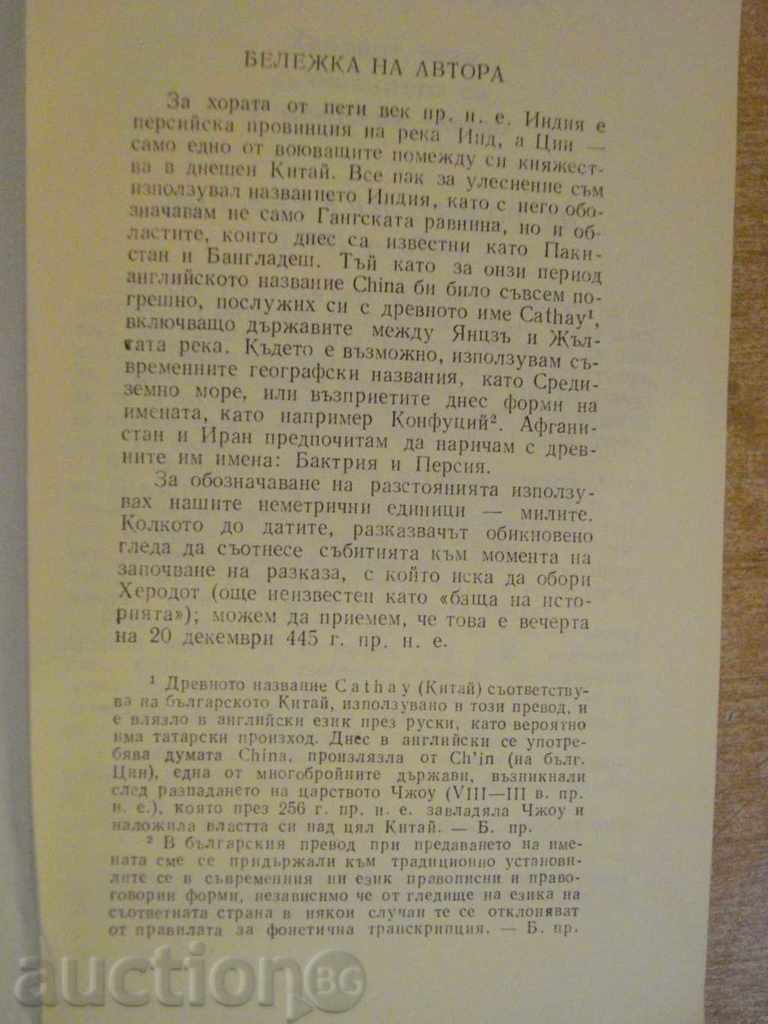 БЕЛЕЖКА НА АВТОРА
За хората от пети век пр. н. е. Индия е
персийска провинция на река Инд, а Цин —
само едно от воюващите помежду си княжест-
ва в днешен Китай. Все пак за улеснение съм
използувал названието Индия, като с него обо-
значавам не само Гангската равнина, но и об-
ластите, които днес са известни като Паки-
стан и Бангладеш. Тъй като за онзи период
английското название China би било съвсем по-
грешно, послужих си с древното име Cathay¹,
включващо държавите между Янцзъ и Жъл-
тата река. Където е възможно, използувам съ-
временните географски названия, като Среди-
земно море, или възприетите днес форми на
имената, като например Конфуций². Афгани-
стан и Иран предпочитам да наричам с древ-
ните им имена: Бактрия и Персия.
За обозначаване на разстоянията използу-
вах нашите неметрични единици — милите.
Колкото до датите, разказвачът обикновено
гледа да съотнесе събитията към момента на
започване на разказа, с който иска да обори
Херодот (още неизвестен като «баща на исто-
рията»); можем да приемем, че това е вечерта
на 20 декември 445 г. пр. н. е.
¹ Древното название Cathay (Китай) съответству-
ва на българското Китай, използувано в този превод, и
е влязло в английски език през руски, като вероятно
има татарски произход. Днес в английски се употре-
бява думата China, произлязла от Ch'in (на бълг.
Цин), една от многобройните държави, възникнали
след разпадането на царството Чжоу (VIII—III в. пр.
н. е.), която през 256 г. пр. н. е. завладяла Чжоу и
наложила властта си над цял Китай. — Б. пр.
² В българския превод при предаването на име-
ната сме се придържали към традиционно установи-
лите се в съвременния ни език правописни и право-
говорни форми, независимо че от гледище на езика на
съответната страна в някои случаи те се отклоняват
от правилата за фонетична транскрипция. — Б. пр.
auction BG